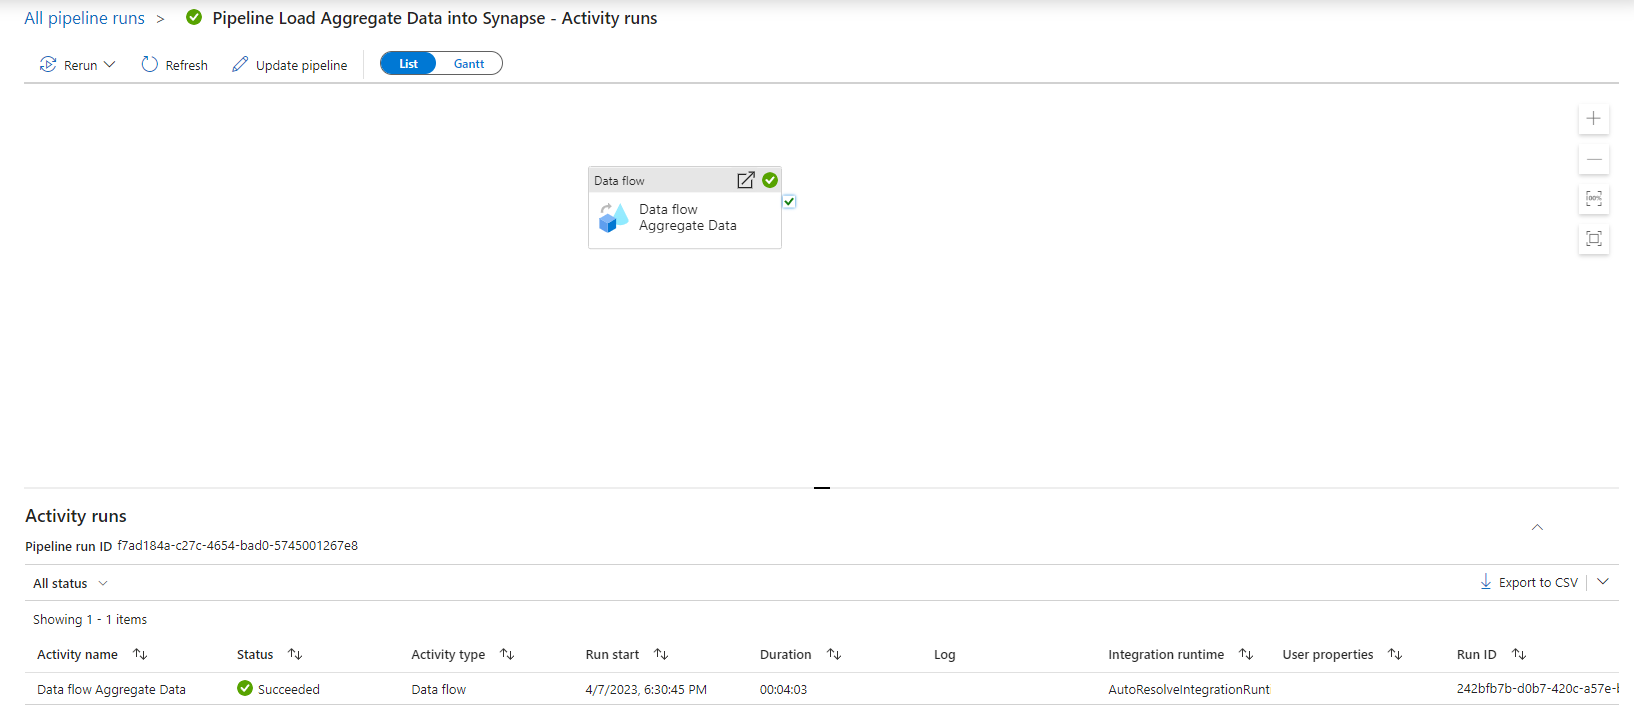 All pipeline runs > Pipeline Load Aggregate Data into Synapse - Activity runs
Rerun Refresh Update pipeline List Gantt
Data flow
Data flow
Aggregate Data
100%
Activity runs
Pipeline run ID f7ad184a-c27c-4654-bad0-5745001267e8
All status Export to CSV
Showing 1 - 1 items
Activity name Status Activity type Run start Duration Log Integration runtime User properties Run ID
Data flow Aggregate Data Succeeded Data flow 4/7/2023, 6:30:45 PM 00:04:03 AutoResolveIntegrationRunt 242bfb7b-d0b7-420c-a57e-